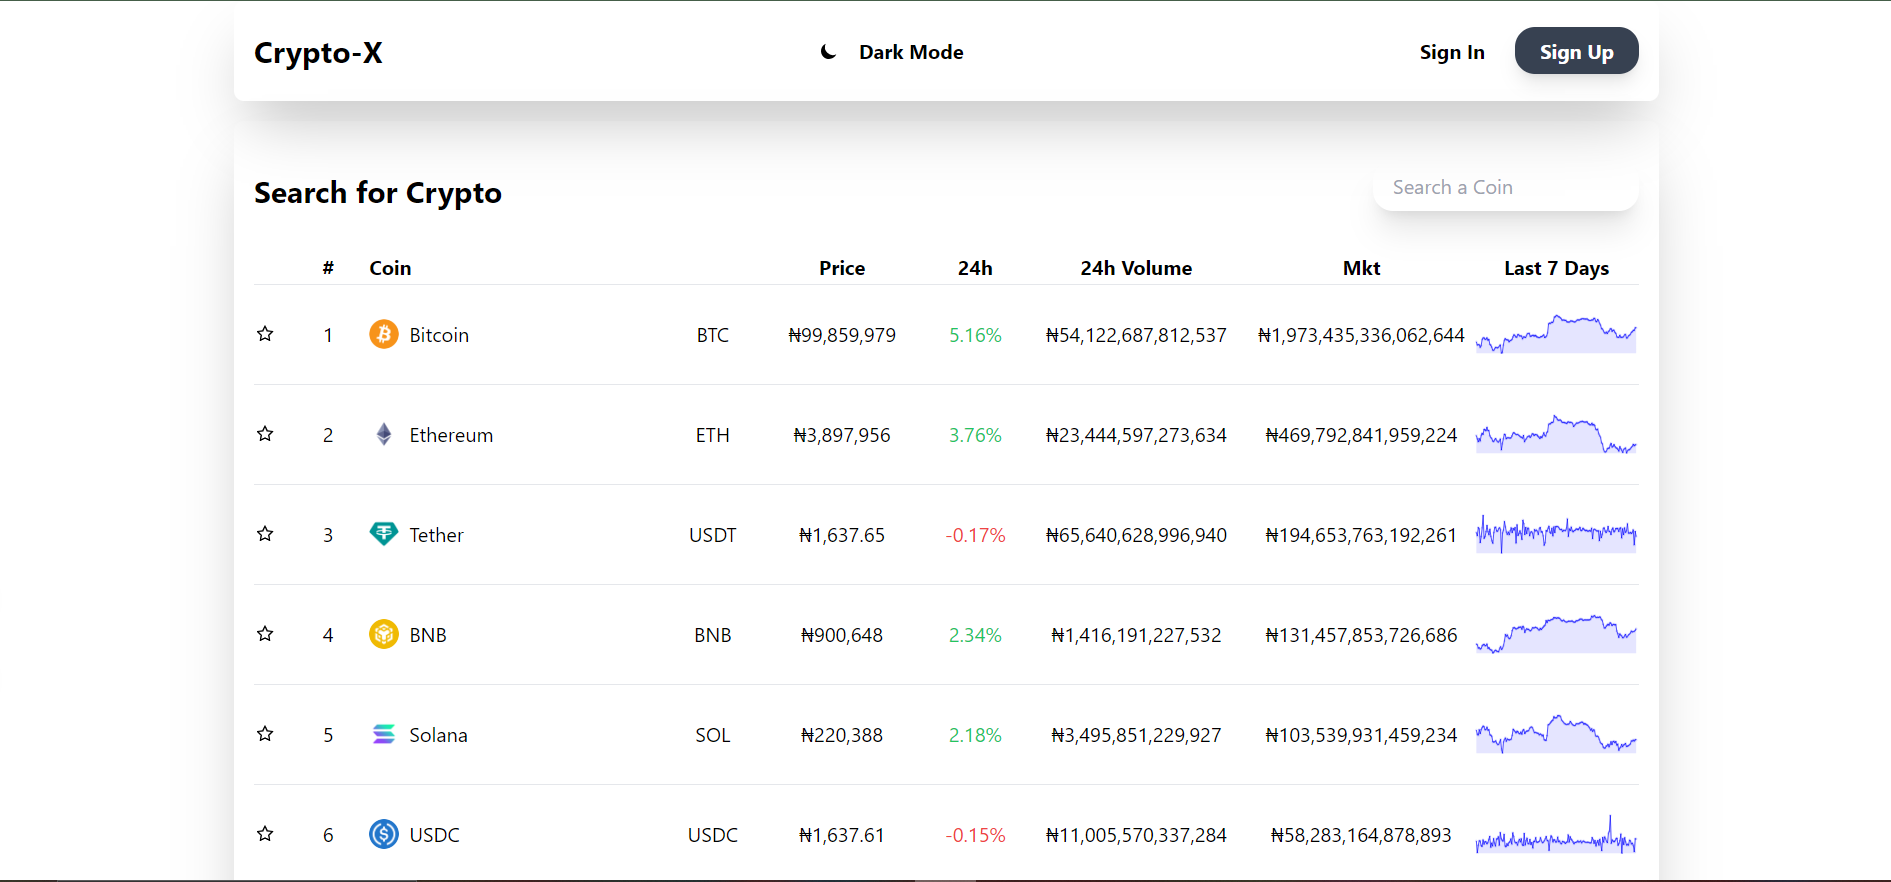 Crypto-X Dark Mode Sign In Sign Up
Search for Crypto Search a Coin
# Coin Price 24h 24h Volume Mkt Last 7 Days
1 Bitcoin BTC ₦99,859,979 5.16% ₦54,122,687,812,537 ₦1,973,435,336,062,644
2 Ethereum ETH ₦3,897,956 3.76% ₦23,444,597,273,634 ₦469,792,841,959,224
3 Tether USDT ₦1,637.65 -0.17% ₦65,640,628,996,940 ₦194,653,763,192,261
4 BNB BNB ₦900,648 2.34% ₦1,416,191,227,532 ₦131,457,853,726,686
5 Solana SOL ₦220,388 2.18% ₦3,495,851,229,927 ₦103,539,931,459,234
6 USDC USDC ₦1,637.61 -0.15% ₦11,005,570,337,284 ₦58,283,164,878,893